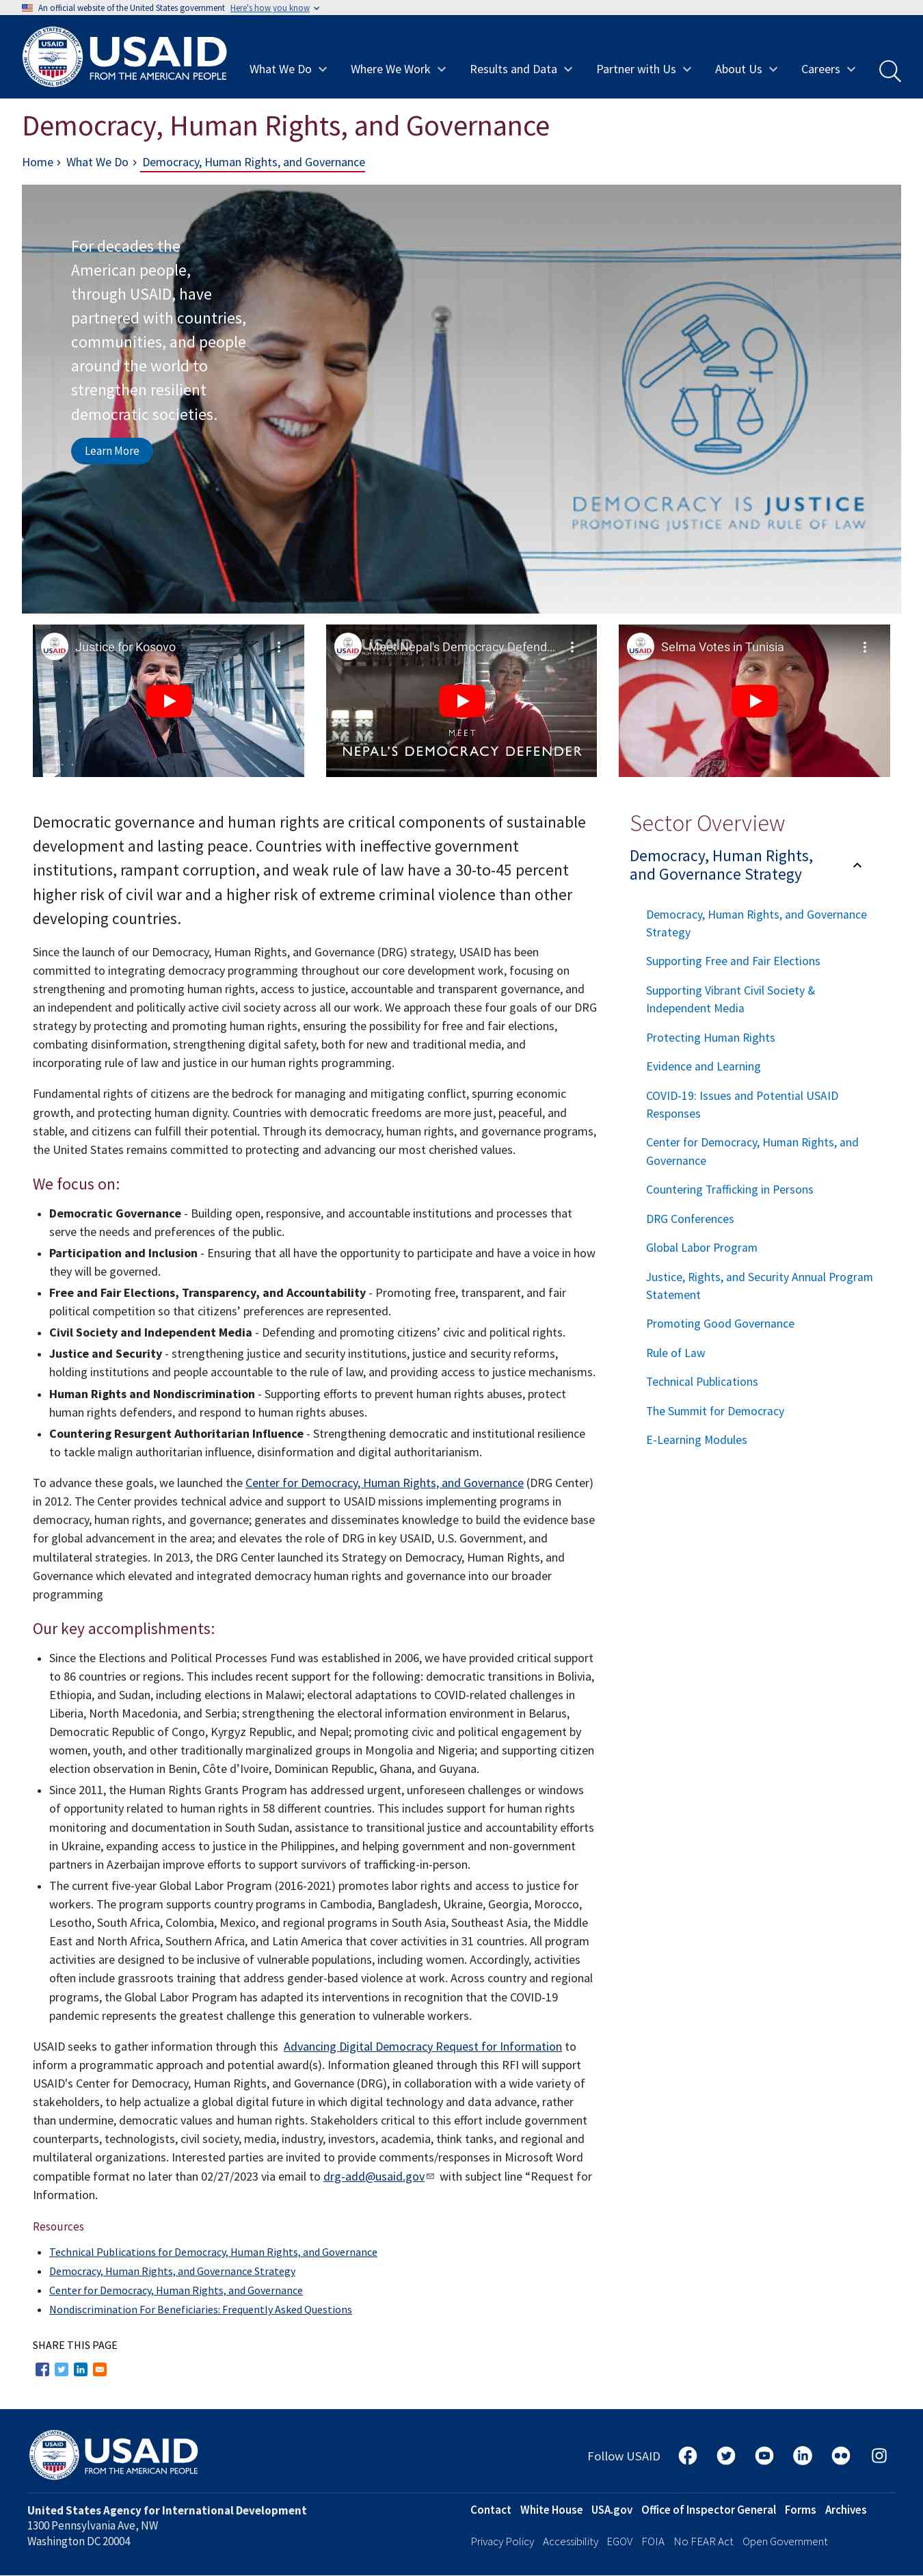 An official website of the United States government Here's how you know
USAID
FROM THE AMERICAN PEOPLE
What We Do
Where We Work
Results and Data
Partner with Us
About Us
Careers
Democracy, Human Rights, and Governance
Home › What We Do › Democracy, Human Rights, and Governance
For decades the
American people,
through USAID, have
partnered with countries,
communities, and people
around the world to
strengthen resilient
democratic societies.
Learn More
DEMOCRACY IS JUSTICE
PROMOTING JUSTICE AND RULE OF LAW
USAID
Justice for Kosovo
USAID
Meet Nepal's Democracy Defend...
MEET
NEPAL'S DEMOCRACY DEFENDER
USAID
Selma Votes in Tunisia
Democratic governance and human rights are critical components of sustainable
development and lasting peace. Countries with ineffective government
institutions, rampant corruption, and weak rule of law have a 30-to-45 percent
higher risk of civil war and a higher risk of extreme criminal violence than other
developing countries.
Since the launch of our Democracy, Human Rights, and Governance (DRG) strategy, USAID has been
committed to integrating democracy programming throughout our core development work, focusing on
strengthening and promoting human rights, access to justice, accountable and transparent governance, and
an independent and politically active civil society across all our work. We approach these four goals of our DRG
strategy by protecting and promoting human rights, ensuring the possibility for free and fair elections,
combating disinformation, strengthening digital safety, both for new and traditional media, and
incorporating rule of law and justice in our human rights programming.
Fundamental rights of citizens are the bedrock for managing and mitigating conflict, spurring economic
growth, and protecting human dignity. Countries with democratic freedoms are more just, peaceful, and
stable, and citizens can fulfill their potential. Through its democracy, human rights, and governance programs,
the United States remains committed to protecting and advancing our most cherished values.
We focus on:
• Democratic Governance - Building open, responsive, and accountable institutions and processes that
serve the needs and preferences of the public.
• Participation and Inclusion - Ensuring that all have the opportunity to participate and have a voice in how
they will be governed.
• Free and Fair Elections, Transparency, and Accountability - Promoting free, transparent, and fair
political competition so that citizens’ preferences are represented.
• Civil Society and Independent Media - Defending and promoting citizens’ civic and political rights.
• Justice and Security - strengthening justice and security institutions, justice and security reforms,
holding institutions and people accountable to the rule of law, and providing access to justice mechanisms.
• Human Rights and Nondiscrimination - Supporting efforts to prevent human rights abuses, protect
human rights defenders, and respond to human rights abuses.
• Countering Resurgent Authoritarian Influence - Strengthening democratic and institutional resilience
to tackle malign authoritarian influence, disinformation and digital authoritarianism.
To advance these goals, we launched the Center for Democracy, Human Rights, and Governance (DRG Center)
in 2012. The Center provides technical advice and support to USAID missions implementing programs in
democracy, human rights, and governance; generates and disseminates knowledge to build the evidence base
for global advancement in the area; and elevates the role of DRG in key USAID, U.S. Government, and
multilateral strategies. In 2013, the DRG Center launched its Strategy on Democracy, Human Rights, and
Governance which elevated and integrated democracy human rights and governance into our broader
programming
Our key accomplishments:
• Since the Elections and Political Processes Fund was established in 2006, we have provided critical support
to 86 countries or regions. This includes recent support for the following: democratic transitions in Bolivia,
Ethiopia, and Sudan, including elections in Malawi; electoral adaptations to COVID-related challenges in
Liberia, North Macedonia, and Serbia; strengthening the electoral information environment in Belarus,
Democratic Republic of Congo, Kyrgyz Republic, and Nepal; promoting civic and political engagement by
women, youth, and other traditionally marginalized groups in Mongolia and Nigeria; and supporting citizen
election observation in Benin, Côte d’Ivoire, Dominican Republic, Ghana, and Guyana.
• Since 2011, the Human Rights Grants Program has addressed urgent, unforeseen challenges or windows
of opportunity related to human rights in 58 different countries. This includes support for human rights
monitoring and documentation in South Sudan, assistance to transitional justice and accountability efforts
in Ukraine, expanding access to justice in the Philippines, and helping government and non-government
partners in Azerbaijan improve efforts to support survivors of trafficking-in-person.
• The current five-year Global Labor Program (2016-2021) promotes labor rights and access to justice for
workers. The program supports country programs in Cambodia, Bangladesh, Ukraine, Georgia, Morocco,
Lesotho, South Africa, Colombia, Mexico, and regional programs in South Asia, Southeast Asia, the Middle
East and North Africa, Southern Africa, and Latin America that cover activities in 31 countries. All program
activities are designed to be inclusive of vulnerable populations, including women. Accordingly, activities
often include grassroots training that address gender-based violence at work. Across country and regional
programs, the Global Labor Program has adapted its interventions in recognition that the COVID-19
pandemic represents the greatest challenge this generation to vulnerable workers.
USAID seeks to gather information through this Advancing Digital Democracy Request for Information to
inform a programmatic approach and potential award(s). Information gleaned through this RFI will support
USAID's Center for Democracy, Human Rights, and Governance (DRG), in collaboration with a wide variety of
stakeholders, to help actualize a global digital future in which digital technology and data advance, rather
than undermine, democratic values and human rights. Stakeholders critical to this effort include government
counterparts, technologists, civil society, media, industry, investors, academia, think tanks, and regional and
multilateral organizations. Interested parties are invited to provide comments/responses in Microsoft Word
compatible format no later than 02/27/2023 via email to drg-add@usaid.gov with subject line “Request for
Information.
Resources
• Technical Publications for Democracy, Human Rights, and Governance
• Democracy, Human Rights, and Governance Strategy
• Center for Democracy, Human Rights, and Governance
• Nondiscrimination For Beneficiaries: Frequently Asked Questions
SHARE THIS PAGE
Sector Overview
Democracy, Human Rights,
and Governance Strategy
Democracy, Human Rights, and Governance
Strategy
Supporting Free and Fair Elections
Supporting Vibrant Civil Society &
Independent Media
Protecting Human Rights
Evidence and Learning
COVID-19: Issues and Potential USAID
Responses
Center for Democracy, Human Rights, and
Governance
Countering Trafficking in Persons
DRG Conferences
Global Labor Program
Justice, Rights, and Security Annual Program
Statement
Promoting Good Governance
Rule of Law
Technical Publications
The Summit for Democracy
E-Learning Modules
USAID
FROM THE AMERICAN PEOPLE
Follow USAID
United States Agency for International Development
1300 Pennsylvania Ave, NW
Washington DC 20004
Contact White House USA.gov Office of Inspector General Forms Archives
Privacy Policy Accessibility EGOV FOIA No FEAR Act Open Government